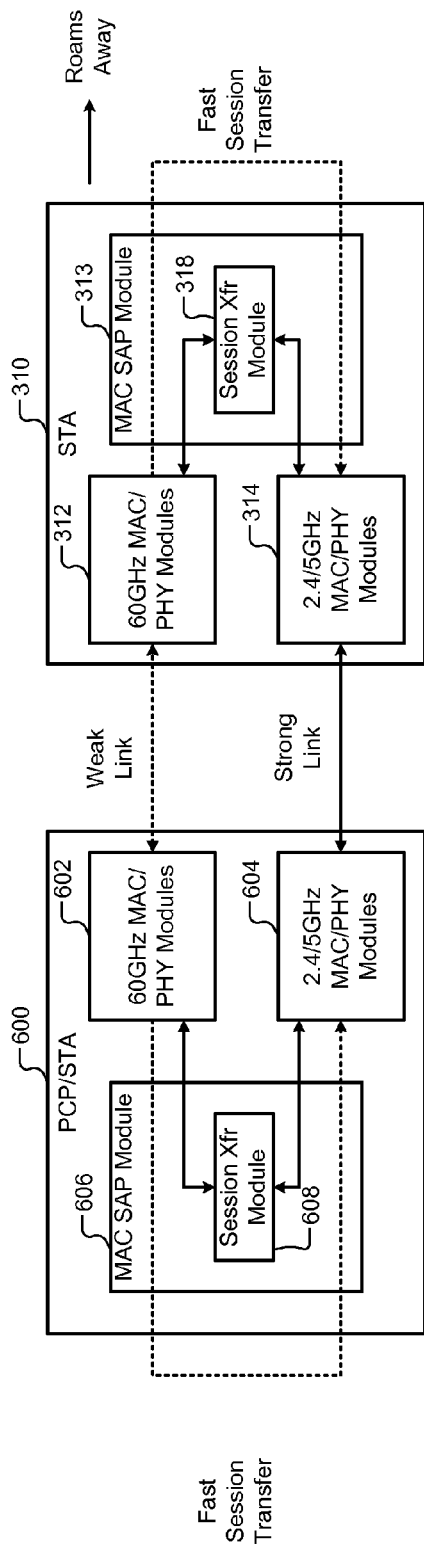 600
PCP/STA
606
MAC SAP Module
Session Xfr
Module
608
602
60GHz MAC/
PHY Modules
604
2.4/5GHz
MAC/PHY
Modules
Fast
Session
Transfer
Weak
Link
Strong
Link
310
STA
312
60GHz MAC/
PHY Modules
314
2.4/5GHz
MAC/PHY
Modules
313
MAC SAP Module
318
Session Xfr
Module
Fast
Session
Transfer
Roams
Away